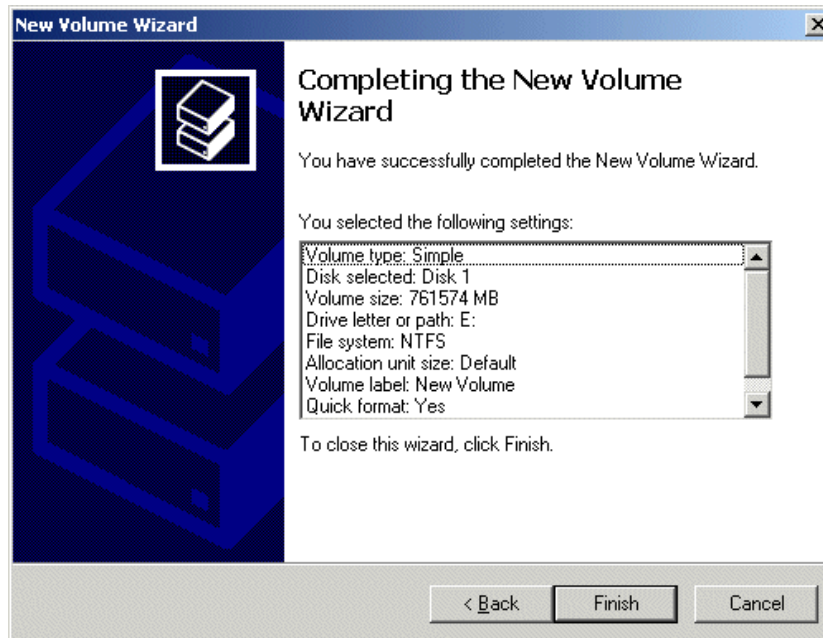 New Volume Wizard
Completing the New Volume
Wizard
You have successfully completed the New Volume Wizard.
You selected the following settings:
Volume type: Simple
Disk selected: Disk 1
Volume size: 761574 MB
Drive letter or path: E:
File system: NTFS
Allocation unit size: Default
Volume label: New Volume
Quick format: Yes
To close this wizard, click Finish.
< Back Finish Cancel